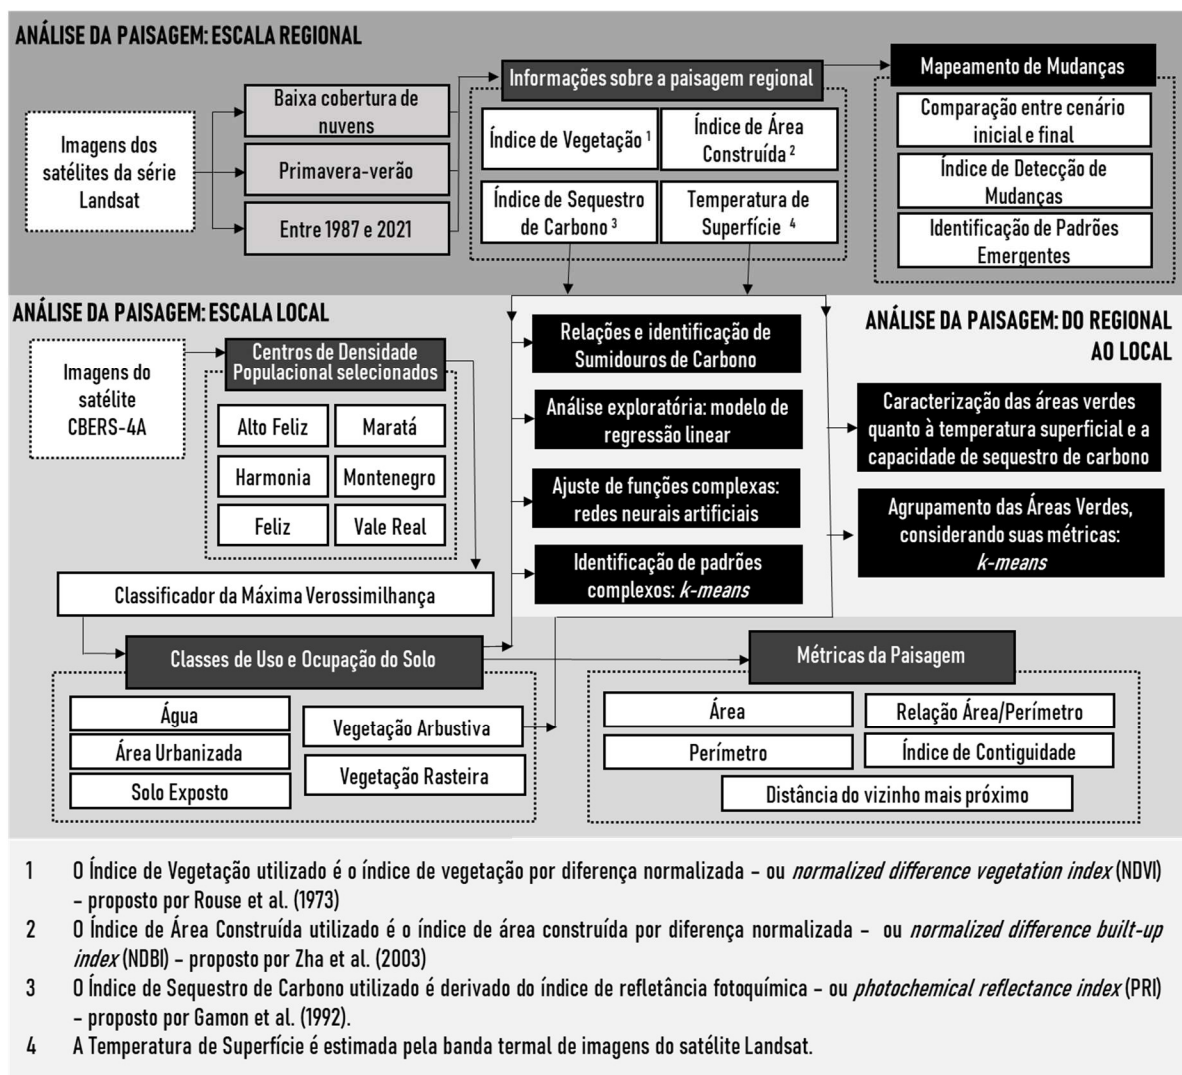 ANÁLISE DA PAISAGEM: ESCALA REGIONAL
Imagens dos
satélites da série
Landsat
Baixa cobertura de
nuvens
Primavera-verão
Entre 1987 e 2021
Informações sobre a paisagem regional
Índice de Vegetação 1
Índice de Área
Construída 2
Índice de Sequestro
de Carbono 3
Temperatura de
Superfície 4
Mapeamento de Mudanças
Comparação entre cenário
inicial e final
Índice de Detecção de
Mudanças
Identificação de Padrões
Emergentes
ANÁLISE DA PAISAGEM: ESCALA LOCAL
Imagens do
satélite
CBERS-4A
Centros de Densidade
Populacional selecionados
Alto Feliz
Maratá
Harmonia
Montenegro
Feliz
Vale Real
Classificador da Máxima Verossimilhança
Relações e identificação de
Sumidouros de Carbono
Análise exploratória: modelo de
regressão linear
Ajuste de funções complexas:
redes neurais artificiais
Identificação de padrões
complexos: k-means
ANÁLISE DA PAISAGEM: DO REGIONAL
AO LOCAL
Caracterização das áreas verdes
quanto à temperatura superficial e a
capacidade de sequestro de carbono
Agrupamento das Áreas Verdes,
considerando suas métricas:
k-means
Classes de Uso e Ocupação do Solo
Água
Área Urbanizada
Solo Exposto
Vegetação Arbustiva
Vegetação Rasteira
Métricas da Paisagem
Área
Relação Área/Perímetro
Perímetro
Índice de Contiguidade
Distância do vizinho mais próximo
1 O Índice de Vegetação utilizado é o índice de vegetação por diferença normalizada – ou normalized difference vegetation index (NDVI)
– proposto por Rouse et al. (1973)
2 O Índice de Área Construída utilizado é o índice de área construída por diferença normalizada – ou normalized difference built-up
index (NDBI) – proposto por Zha et al. (2003)
3 O Índice de Sequestro de Carbono utilizado é derivado do índice de refletância fotoquímica – ou photochemical reflectance index (PRI)
– proposto por Gamon et al. (1992).
4 A Temperatura de Superfície é estimada pela banda termal de imagens do satélite Landsat.